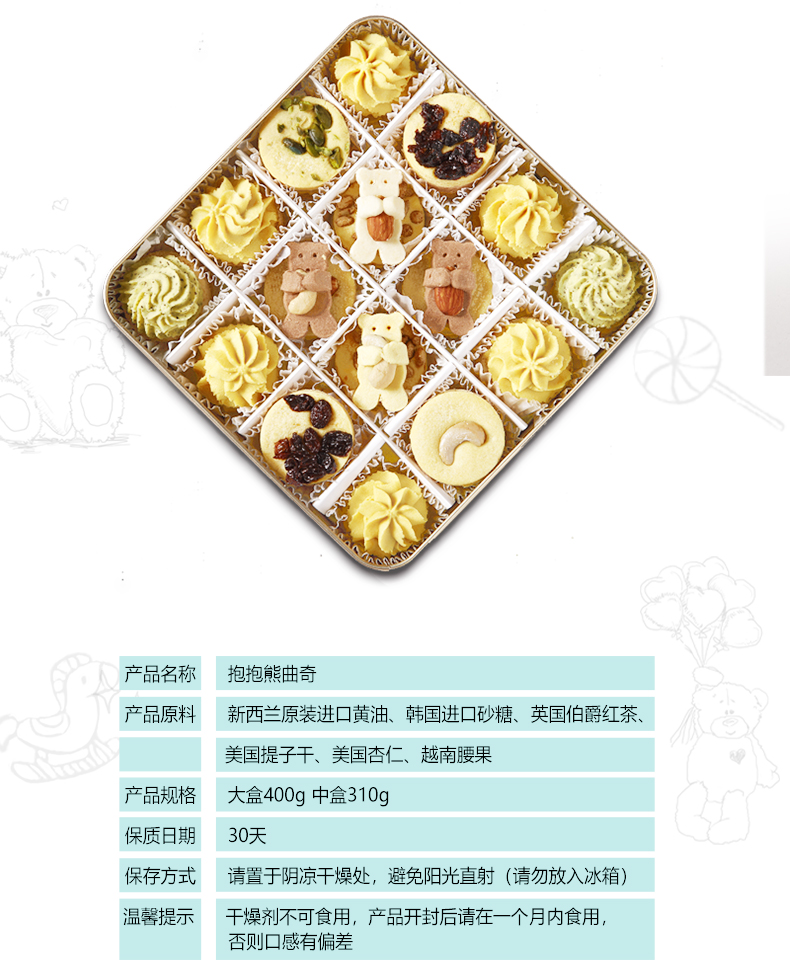 产品名称 抱抱熊曲奇
产品原料 新西兰原装进口黄油、韩国进口砂糖、英国伯爵红茶、
美国提子干、美国杏仁、越南腰果
产品规格 大盒400g 中盒310g
保质日期 30天
保存方式 请置于阴凉干燥处，避免阳光直射（请勿放入冰箱）
温馨提示 干燥剂不可食用，产品开封后请在一个月内食用，
否则口感有偏差